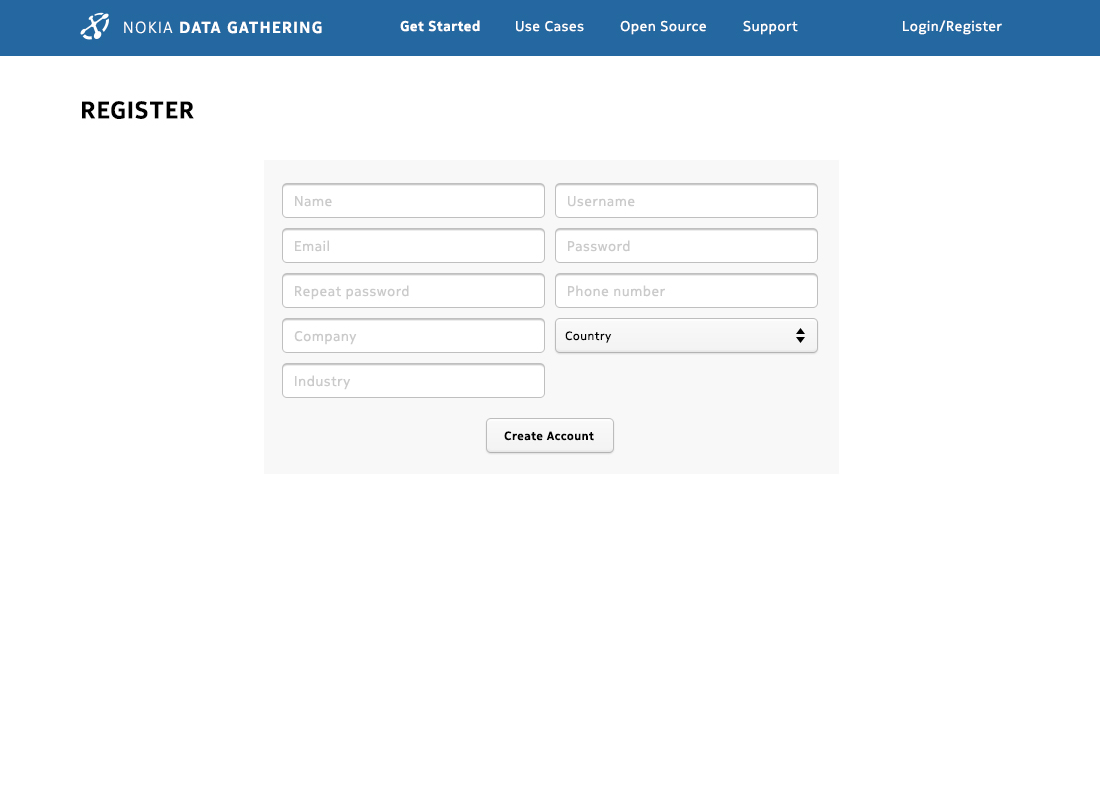 NOKIA DATA GATHERING Get Started Use Cases Open Source Support Login/Register
REGISTER
Name Username
Email Password
Repeat password Phone number
Company Country
Industry
Create Account